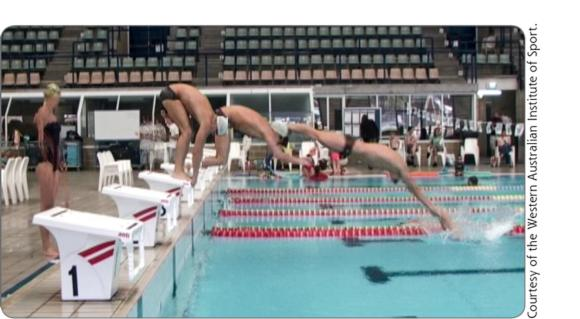 Courtesy of the Western Australian Institute of Sport.
1